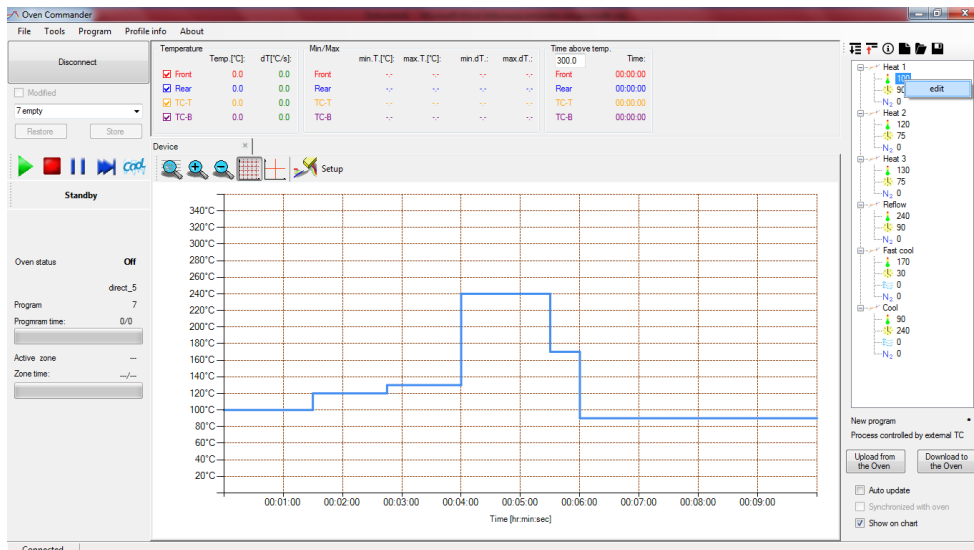 Oven Commander
File Tools Program Profile info About
Disconnect
Modified
7 empty
Restore Store
Standby
Oven status Off
direct_5
Program 7
Progmram time: 0/0
Active zone ---
Zone time: ---/---
Temperature
Temp.[°C]: dT[°C/s]:
Front 0.0 0.0
Rear 0.0 0.0
TC-T 0.0 0.0
TC-B 0.0 0.0
Min/Max
min.T.[°C]: max.T.[°C]: min.dT.: max.dT.:
Front -.- -.- -.- -.-
Rear -.- -.- -.- -.-
TC-T -.- -.- -.- -.-
TC-B -.- -.- -.- -.-
Time above temp.
300.0 Time:
Front 00:00:00
Rear 00:00:00
TC-T 00:00:00
TC-B 00:00:00
Device
Setup
340°C
320°C
300°C
280°C
260°C
240°C
220°C
200°C
180°C
160°C
140°C
120°C
100°C
80°C
60°C
40°C
20°C
00:01:00 00:02:00 00:03:00 00:04:00 00:05:00 00:06:00 00:07:00 00:08:00 00:09:00
Time [hr:min:sec]
Heat 1
100
90
edit
N2 0
Heat 2
120
75
N2 0
Heat 3
130
75
N2 0
Reflow
240
90
N2 0
Fast cool
170
30
0
N2 0
Cool
90
240
0
N2 0
New program *
Process controlled by external TC
Upload from the Oven
Download to the Oven
Auto update
Synchronized with oven
Show on chart
Connected